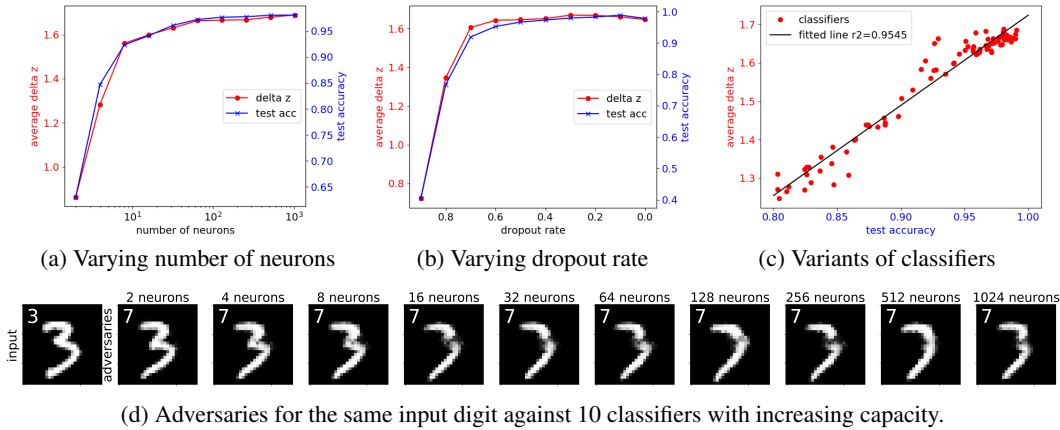 1.6
1.4
1.2
1.0
average delta z
0.95
0.90
0.85
0.80
0.75
0.70
0.65
test accuracy
delta z
test acc
10¹ 10² 10³
number of neurons
(a) Varying number of neurons
1.6
1.4
1.2
1.0
0.8
average delta z
1.0
0.9
0.8
0.7
0.6
0.5
0.4
test accuracy
delta z
test acc
0.8 0.6 0.4 0.2 0.0
dropout rate
(b) Varying dropout rate
1.7
1.6
1.5
1.4
1.3
average delta z
classifiers
fitted line r2=0.9545
0.80 0.85 0.90 0.95 1.00
test accuracy
(c) Variants of classifiers
2 neurons 4 neurons 8 neurons 16 neurons 32 neurons 64 neurons 128 neurons 256 neurons 512 neurons 1024 neurons
input
adversaries
3 7 7 7 7 7 7 7 7 7 7
(d) Adversaries for the same input digit against 10 classifiers with increasing capacity.